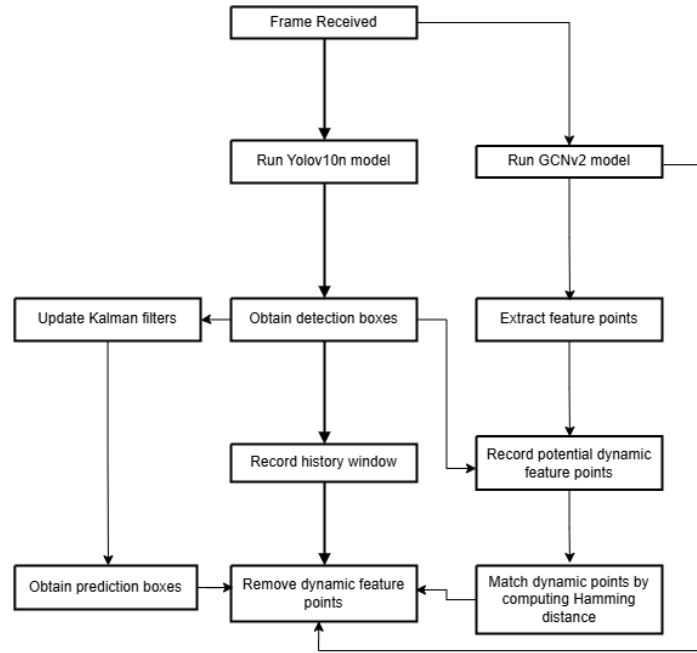 Frame Received
Run Yolov10n model
Run GCNv2 model
Update Kalman filters
Obtain detection boxes
Extract feature points
Record history window
Record potential dynamic
feature points
Obtain prediction boxes
Remove dynamic feature
points
Match dynamic points by
computing Hamming
distance